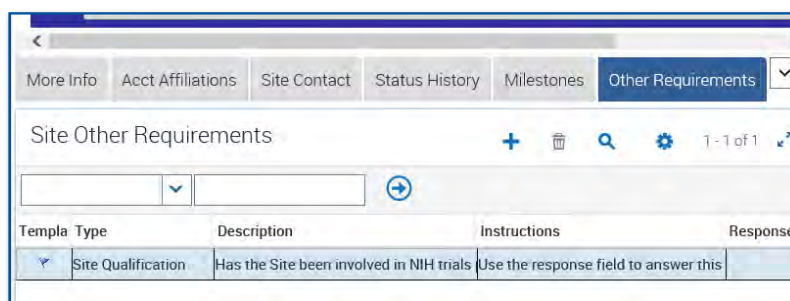 More Info Acct Affiliations Site Contact Status History Milestones Other Requirements
Site Other Requirements 1 - 1 of 1
Templa Type Description Instructions Response
Site Qualification Has the Site been involved in NIH trials Use the response field to answer this